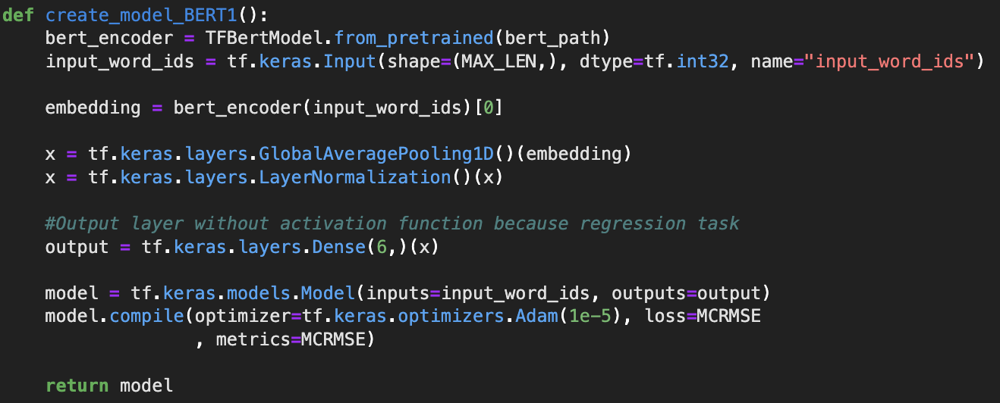 def create_model_BERT1():
    bert_encoder = TFBertModel.from_pretrained(bert_path)
    input_word_ids = tf.keras.Input(shape=(MAX_LEN,), dtype=tf.int32, name="input_word_ids")
    embedding = bert_encoder(input_word_ids)[0]
    x = tf.keras.layers.GlobalAveragePooling1D()(embedding)
    x = tf.keras.layers.LayerNormalization()(x)
    #Output layer without activation function because regression task
    output = tf.keras.layers.Dense(6,)(x)
    model = tf.keras.models.Model(inputs=input_word_ids, outputs=output)
    model.compile(optimizer=tf.keras.optimizers.Adam(1e-5), loss=MCRMSE
                  , metrics=MCRMSE)
    return model